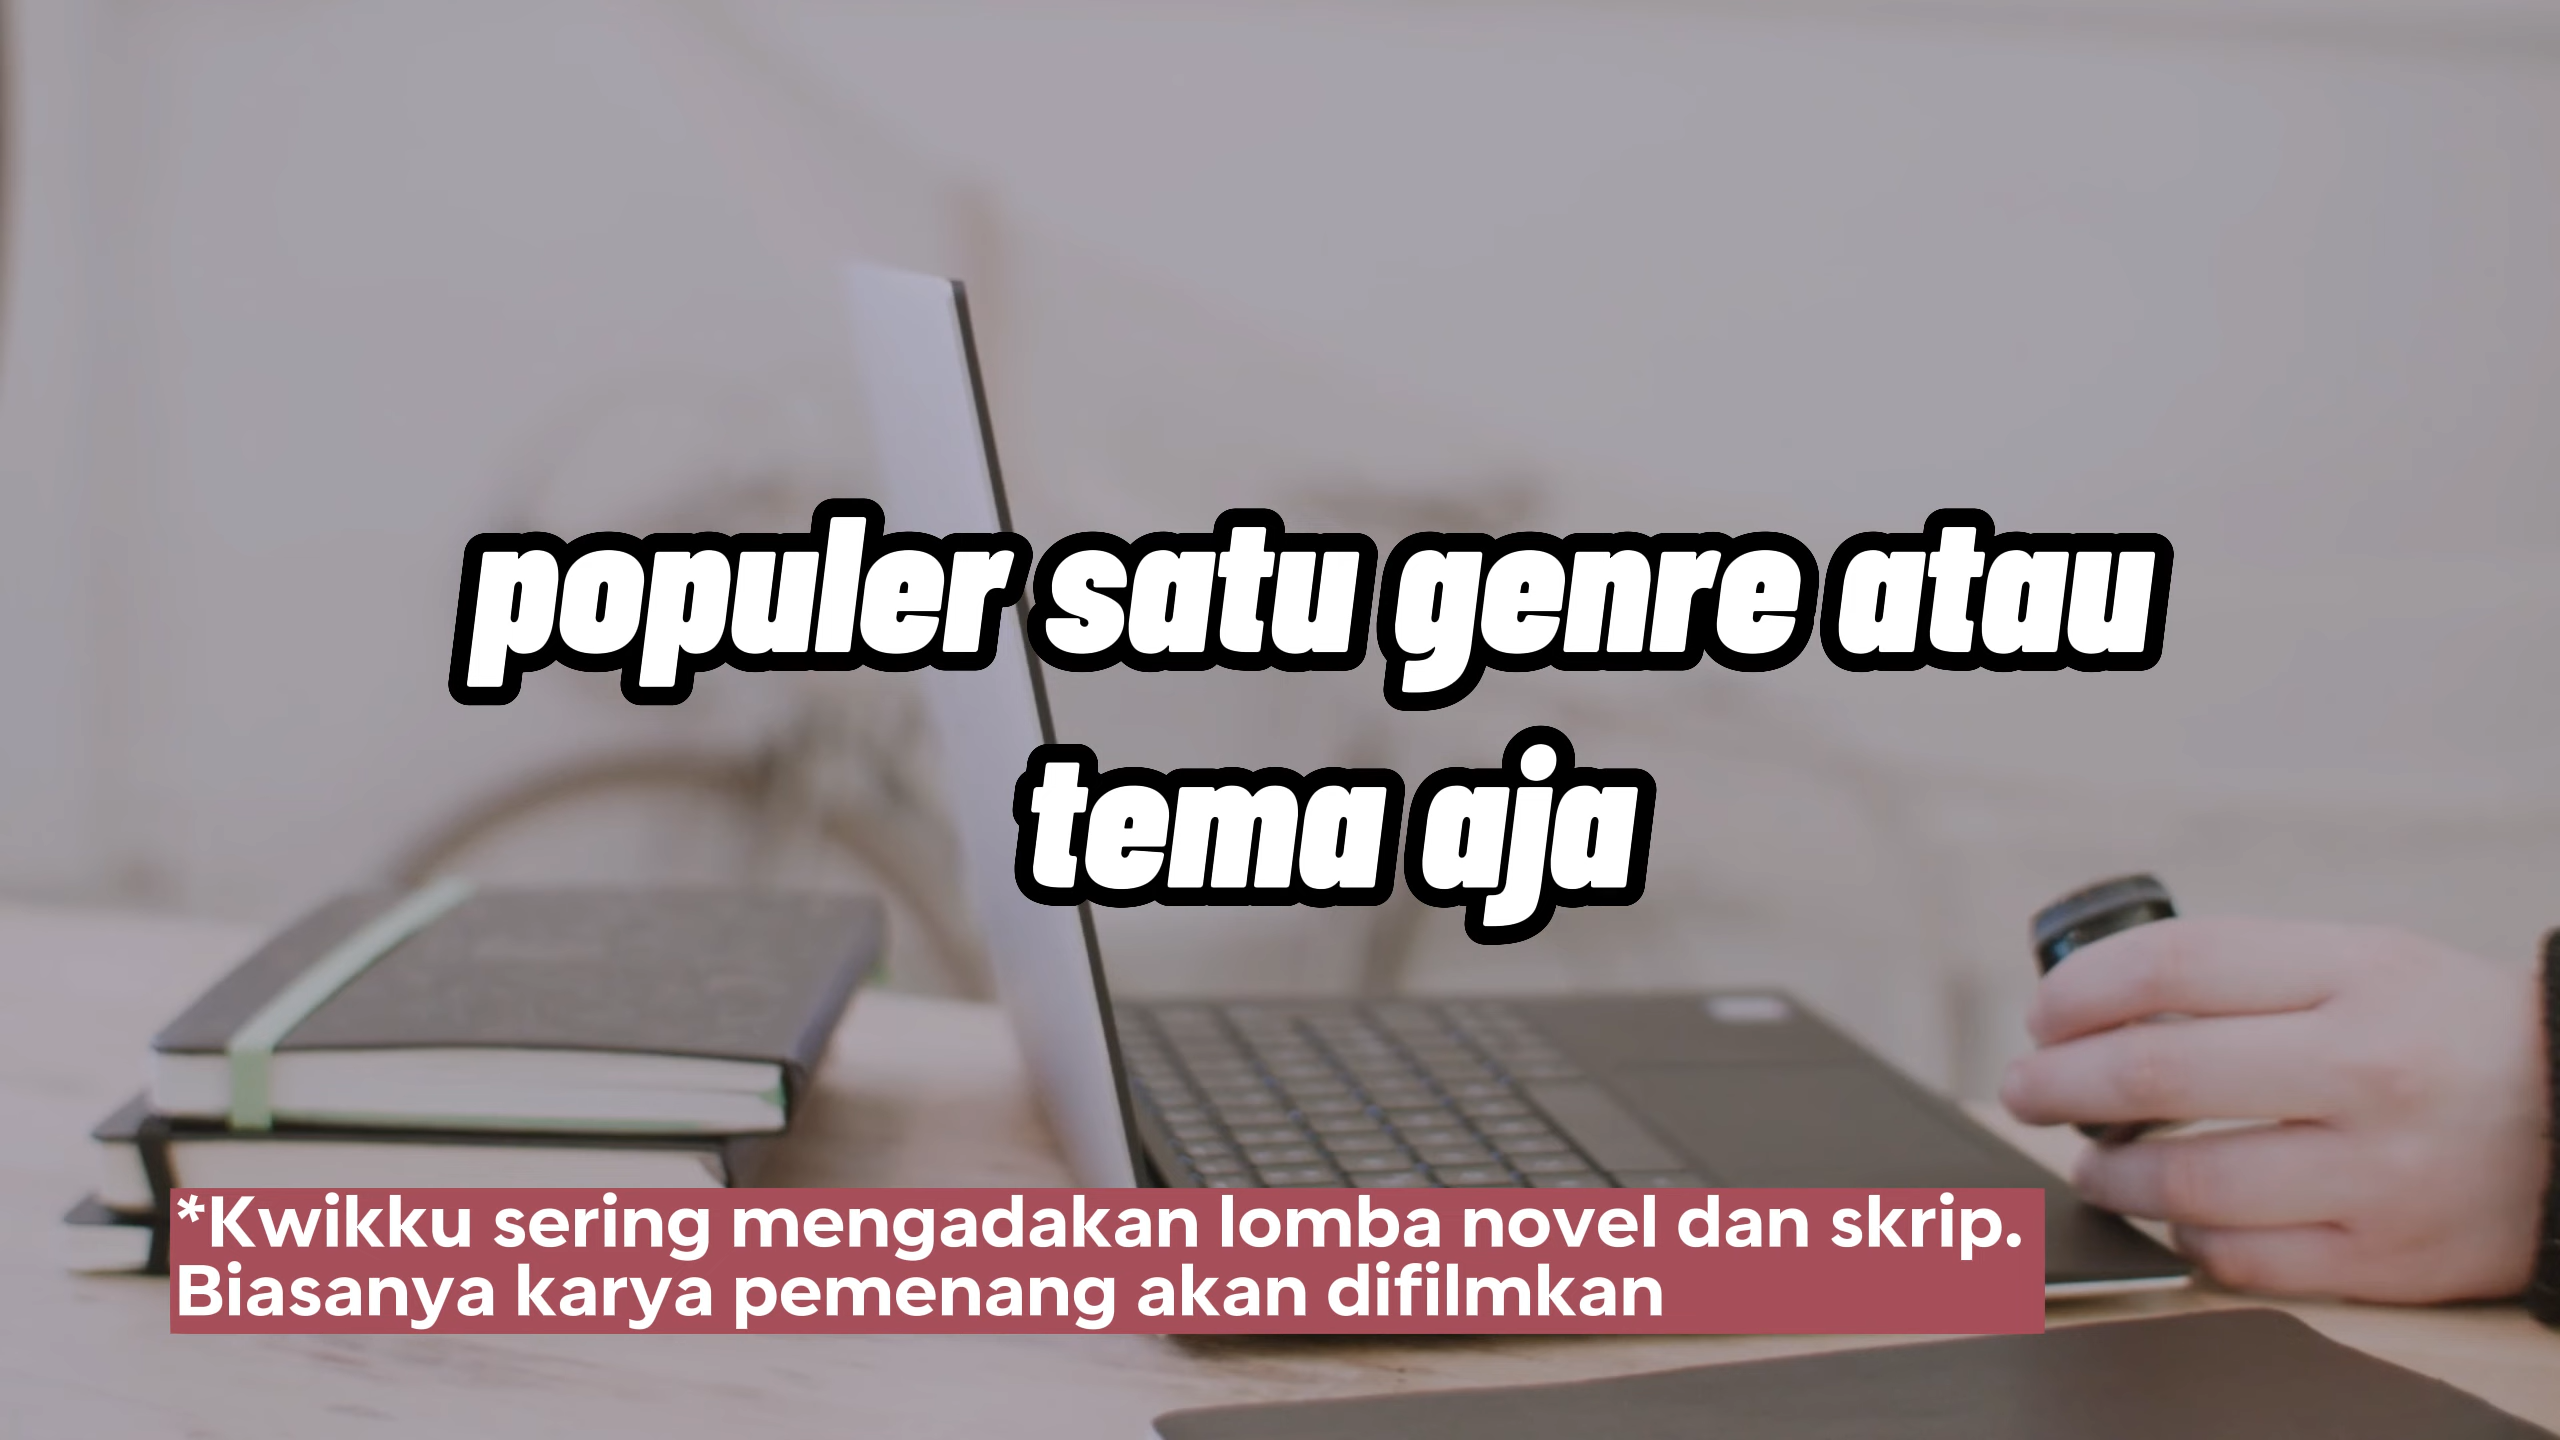 populer satu genre atau
tema aja
*Kwikku sering mengadakan lomba novel dan skrip.
Biasanya karya pemenang akan difilmkan